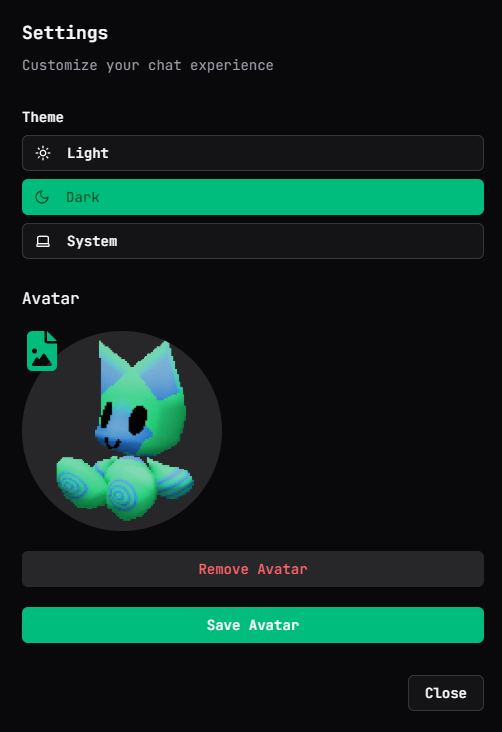 Settings
Customize your chat experience
Theme
Light
Dark
System
Avatar
Remove Avatar
Save Avatar
Close